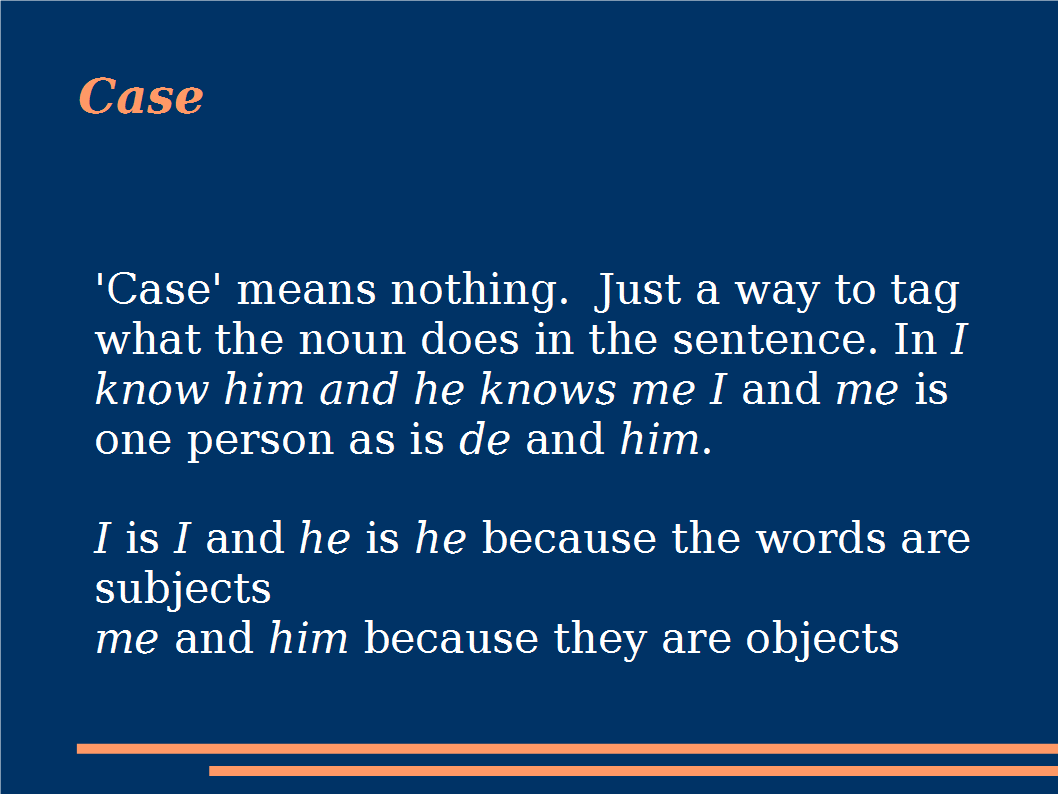 Case
'Case' means nothing.  Just a way to tag
what the noun does in the sentence. In I
know him and he knows me I and me is
one person as is de and him.
I is I and he is he because the words are
subjects
me and him because they are objects